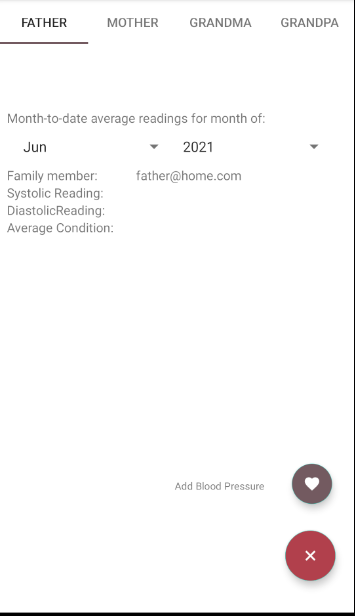 FATHER MOTHER GRANDMA GRANDPA
Month-to-date average readings for month of:
Jun 2021
Family member: father@home.com
Systolic Reading:
DiastolicReading:
Average Condition:
Add Blood Pressure